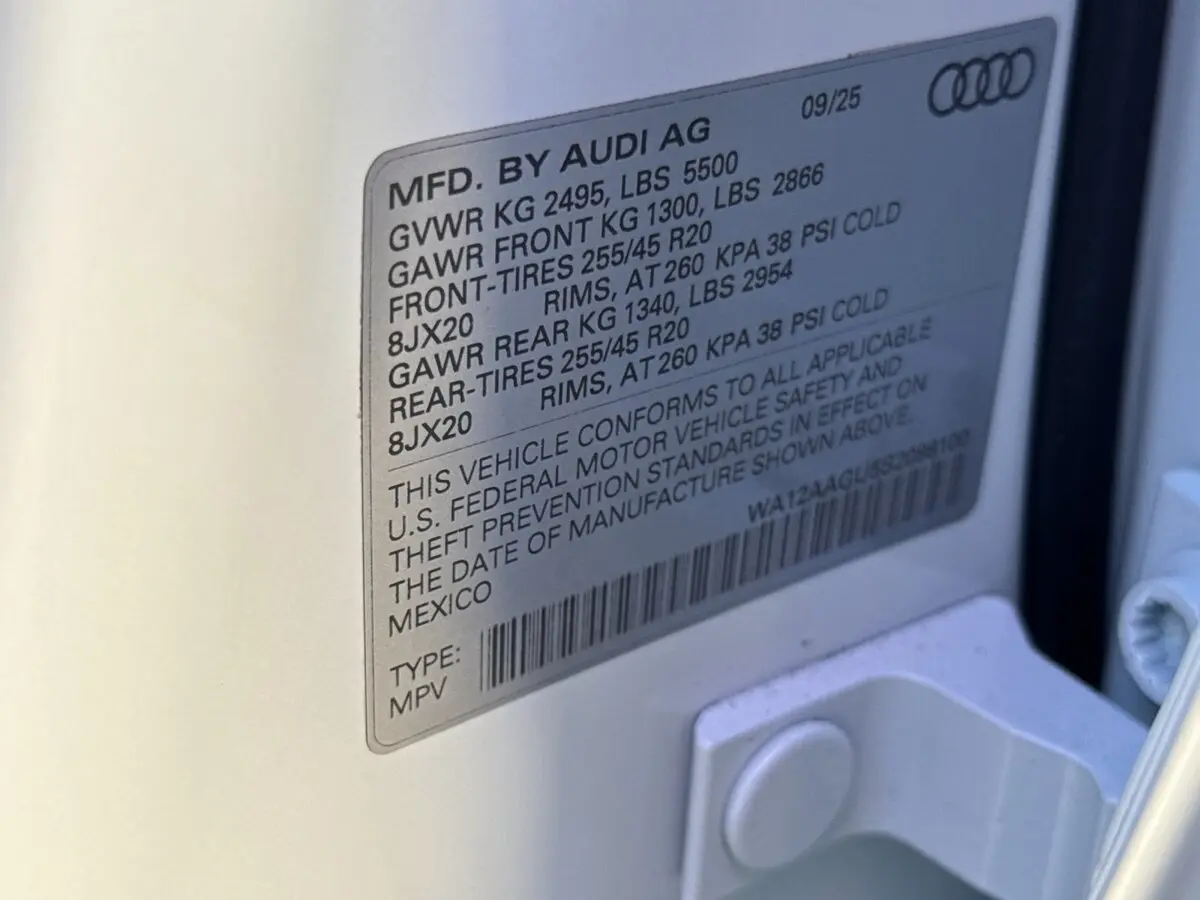 09/25
MFD. BY AUDI AG
GVWR KG 2495, LBS 5500
GAWR FRONT KG 1300, LBS 2866
FRONT-TIRES 255/45 R20
8JX20 RIMS, AT 260 KPA 38 PSI COLD
GAWR REAR KG 1340, LBS 2954
REAR-TIRES 255/45 R20
8JX20 RIMS, AT 260 KPA 38 PSI COLD
THIS VEHICLE CONFORMS TO ALL APPLICABLE
U.S. FEDERAL MOTOR VEHICLE SAFETY AND
THEFT PREVENTION STANDARDS IN EFFECT ON
THE DATE OF MANUFACTURE SHOWN ABOVE.
MEXICO
TYPE:
MPV